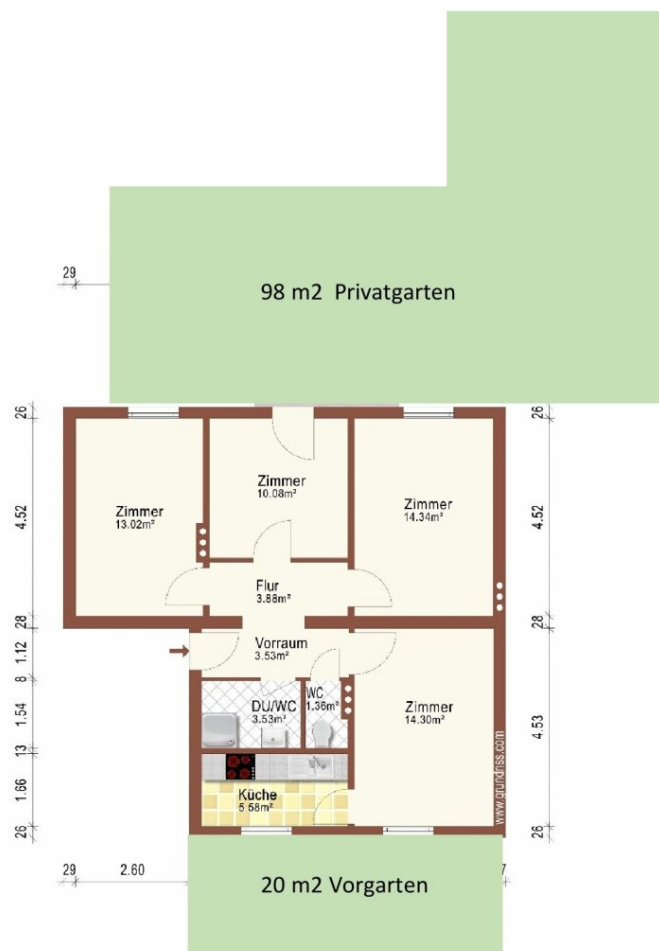 29
98 m2 Privatgarten
26
26
Zimmer
13.02m²
Zimmer
10.08m²
Zimmer
14.34m²
4.52
4.52
Flur
3.88m²
28
28
Vorraum
3.53m²
1.12
8
DU/WC
3.53m²
WC
1.36m²
Zimmer
14.30m²
1.54
4.53
13
Küche
5.58m²
1.66
www.grundriss.com
26
26
29
2.60
7
20 m2 Vorgarten